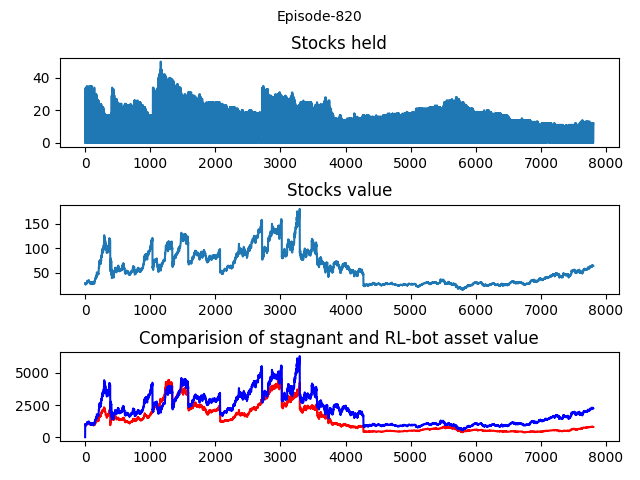 Episode-820
Stocks held
40
20
0
0 1000 2000 3000 4000 5000 6000 7000 8000
Stocks value
150
100
50
0 1000 2000 3000 4000 5000 6000 7000 8000
Comparision of stagnant and RL-bot asset value
5000
2500
0
0 1000 2000 3000 4000 5000 6000 7000 8000